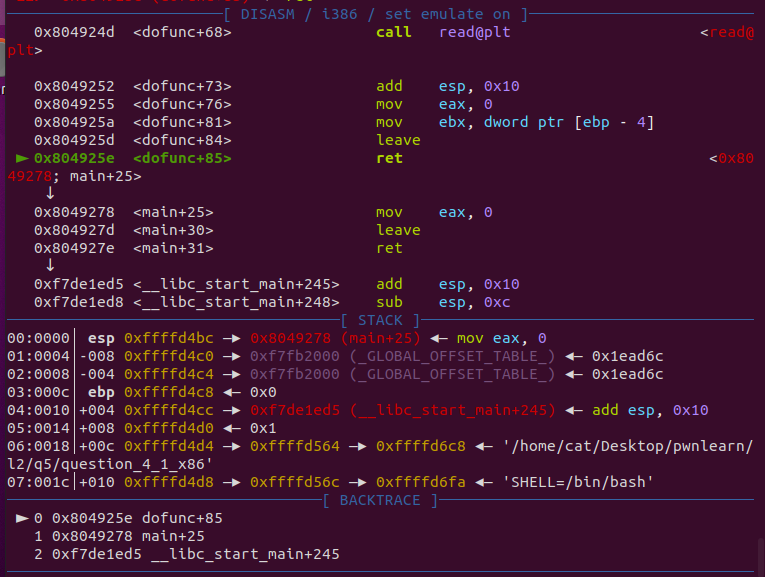 [ DISASM / i386 / set emulate on ]
0x804924d <dofunc+68> call read@plt <read@
plt>
0x8049252 <dofunc+73> add esp, 0x10
0x8049255 <dofunc+76> mov eax, 0
0x804925a <dofunc+81> mov ebx, dword ptr [ebp - 4]
0x804925d <dofunc+84> leave
► 0x804925e <dofunc+85> ret <0x80
49278; main+25>
↓
0x8049278 <main+25> mov eax, 0
0x804927d <main+30> leave
0x804927e <main+31> ret
↓
0xf7de1ed5 <__libc_start_main+245> add esp, 0x10
0xf7de1ed8 <__libc_start_main+248> sub esp, 0xc
[ STACK ]
00:0000│ esp 0xffffd4bc —▸ 0x8049278 (main+25) ◂— mov eax, 0
01:0004│ -008 0xffffd4c0 —▸ 0xf7fb2000 (_GLOBAL_OFFSET_TABLE_) ◂— 0x1ead6c
02:0008│ -004 0xffffd4c4 —▸ 0xf7fb2000 (_GLOBAL_OFFSET_TABLE_) ◂— 0x1ead6c
03:000c│ ebp 0xffffd4c8 ◂— 0x0
04:0010│ +004 0xffffd4cc —▸ 0xf7de1ed5 (__libc_start_main+245) ◂— add esp, 0x10
05:0014│ +008 0xffffd4d0 ◂— 0x1
06:0018│ +00c 0xffffd4d4 —▸ 0xffffd564 —▸ 0xffffd6c8 ◂— '/home/cat/Desktop/pwnlearn/
l2/q5/question_4_1_x86'
07:001c│ +010 0xffffd4d8 —▸ 0xffffd56c —▸ 0xffffd6fa ◂— 'SHELL=/bin/bash'
[ BACKTRACE ]
► 0 0x804925e dofunc+85
1 0x8049278 main+25
2 0xf7de1ed5 __libc_start_main+245